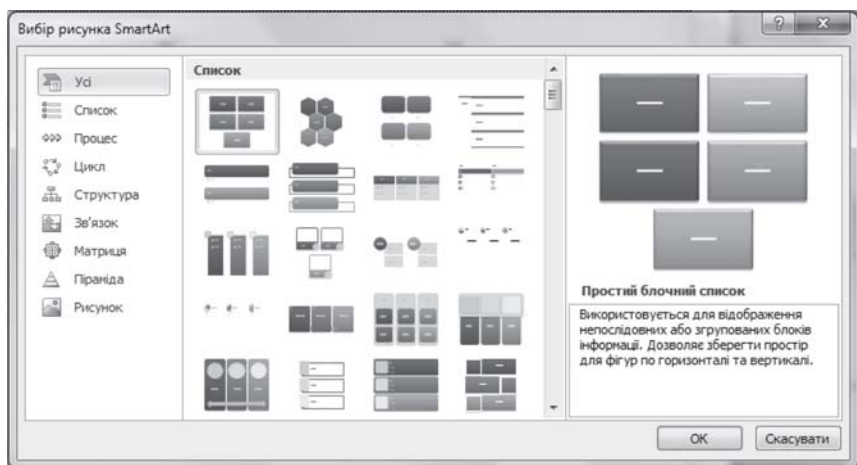 Вибір рисунка SmartArt
Усі
Список
Процес
Цикл
Структура
Зв'язок
Матриця
Піраміда
Рисунок
Список
Простий блочний список
Використовується для відображення
непослідовних або згрупованих блоків
інформації. Дозволяє зберегти простір
для фігур по горизонталі та вертикалі.
ОК
Скасувати